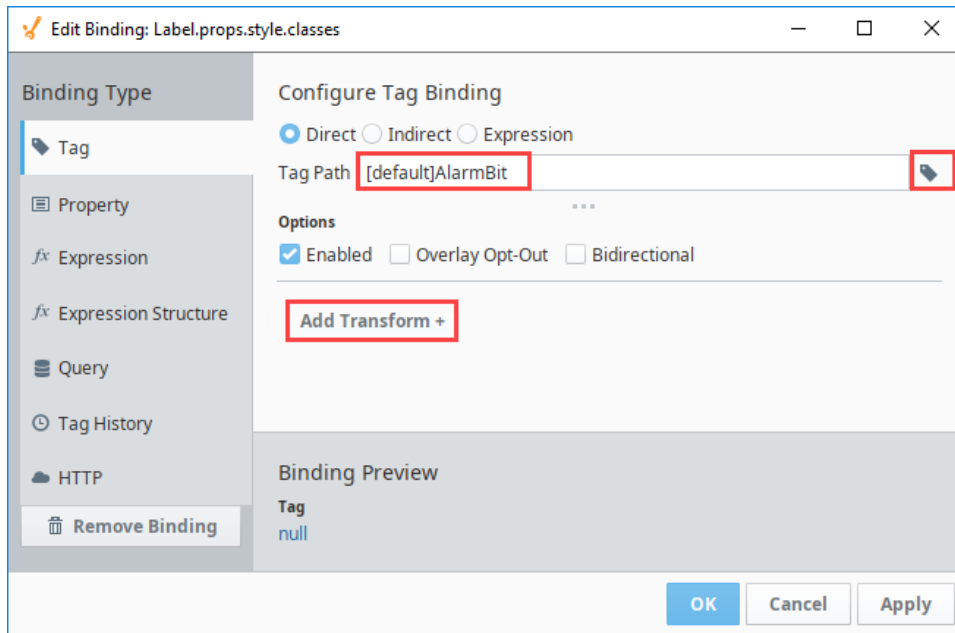 Edit Binding: Label.props.style.classes
Binding Type
Tag
Property
fx Expression
fx Expression Structure
Query
Tag History
HTTP
Remove Binding
Configure Tag Binding
Direct Indirect Expression
Tag Path [default]AlarmBit
Options
Enabled Overlay Opt-Out Bidirectional
Add Transform +
Binding Preview
Tag
null
OK Cancel Apply